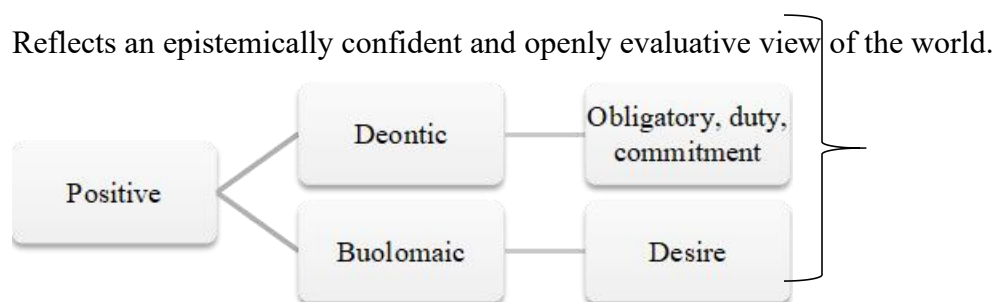 Reflects an epistemically confident and openly evaluative view of the world.
Positive
Deontic
Obligatory, duty,
commitment
Buolomaic
Desire